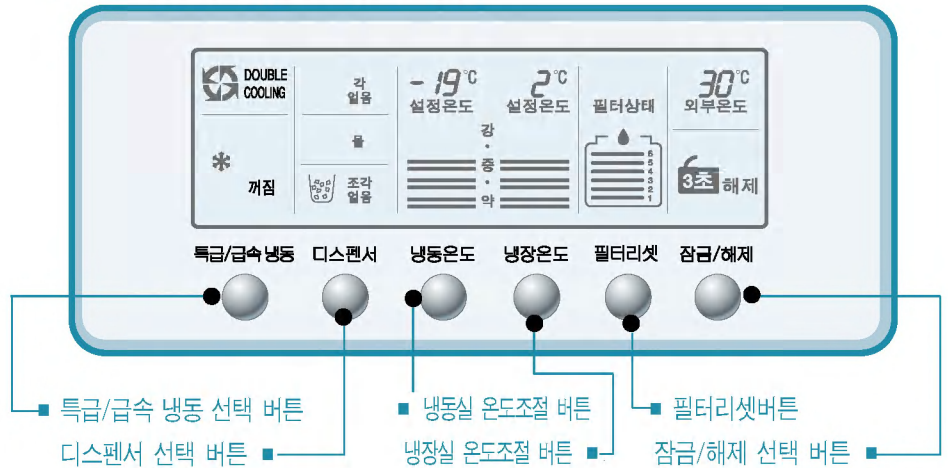 DOUBLE
COOLING
꺼짐
각
얼음
물
조각
얼음
-19°C
설정온도
2°C
설정온도
강
·
중
·
약
필터상태
6
5
4
3
2
1
30°C
외부온도
3초 해제
특급/급속 냉동 디스펜서 냉동온도 냉장온도 필터리셋 잠금/해제
■ 특급/급속 냉동 선택 버튼
■ 냉동실 온도조절 버튼
■ 필터리셋버튼
디스펜서 선택 버튼 ■
냉장실 온도조절 버튼 ■
잠금/해제 선택 버튼 ■